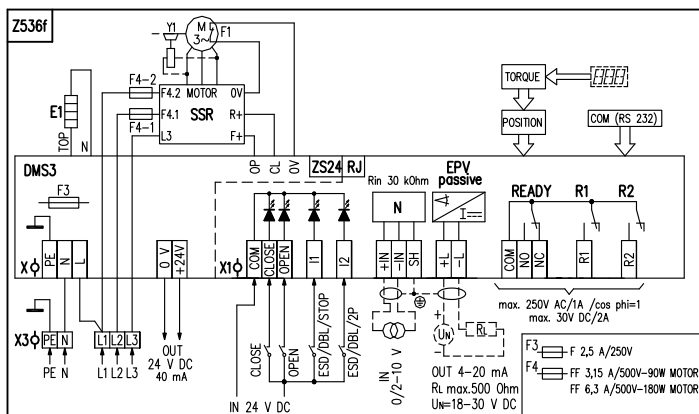 Z536f
Y1
M
3~
F1
F4-2
F4.2 MOTOR 0V
E1
F4.1 SSR R+
F4-1
L3 F+
TOP
N
OP
CL
OV
TORQUE
POSITION
COM (RS 232)
DMS3
ZS24 RJ
EPV
passive
F3
Rin 30 kOhm
N
I
READY R1 R2
X
PE
N
L
0 V
+24V
X1
COM
CLOSE
OPEN
I1
I2
+IN
-IN
SH
+L
-L
COM
NO
NC
R1
R2
max. 250V AC/1A /cos phi=1
max. 30V DC/2A
X3
PE N
L1 L2 L3
PE N L1 L2 L3
OUT
24 V DC
40 mA
CLOSE
OPEN
ESD/DBL/STOP
ESD/DBL/2P
IN 24 V DC
IN
0/2-10 V
+
UN
-
RL
OUT 4-20 mA
RL max.500 Ohm
UN=18-30 V DC
F3 F 2,5 A/250V
F4 FF 3,15 A/500V-90W MOTOR
FF 6,3 A/500V-180W MOTOR